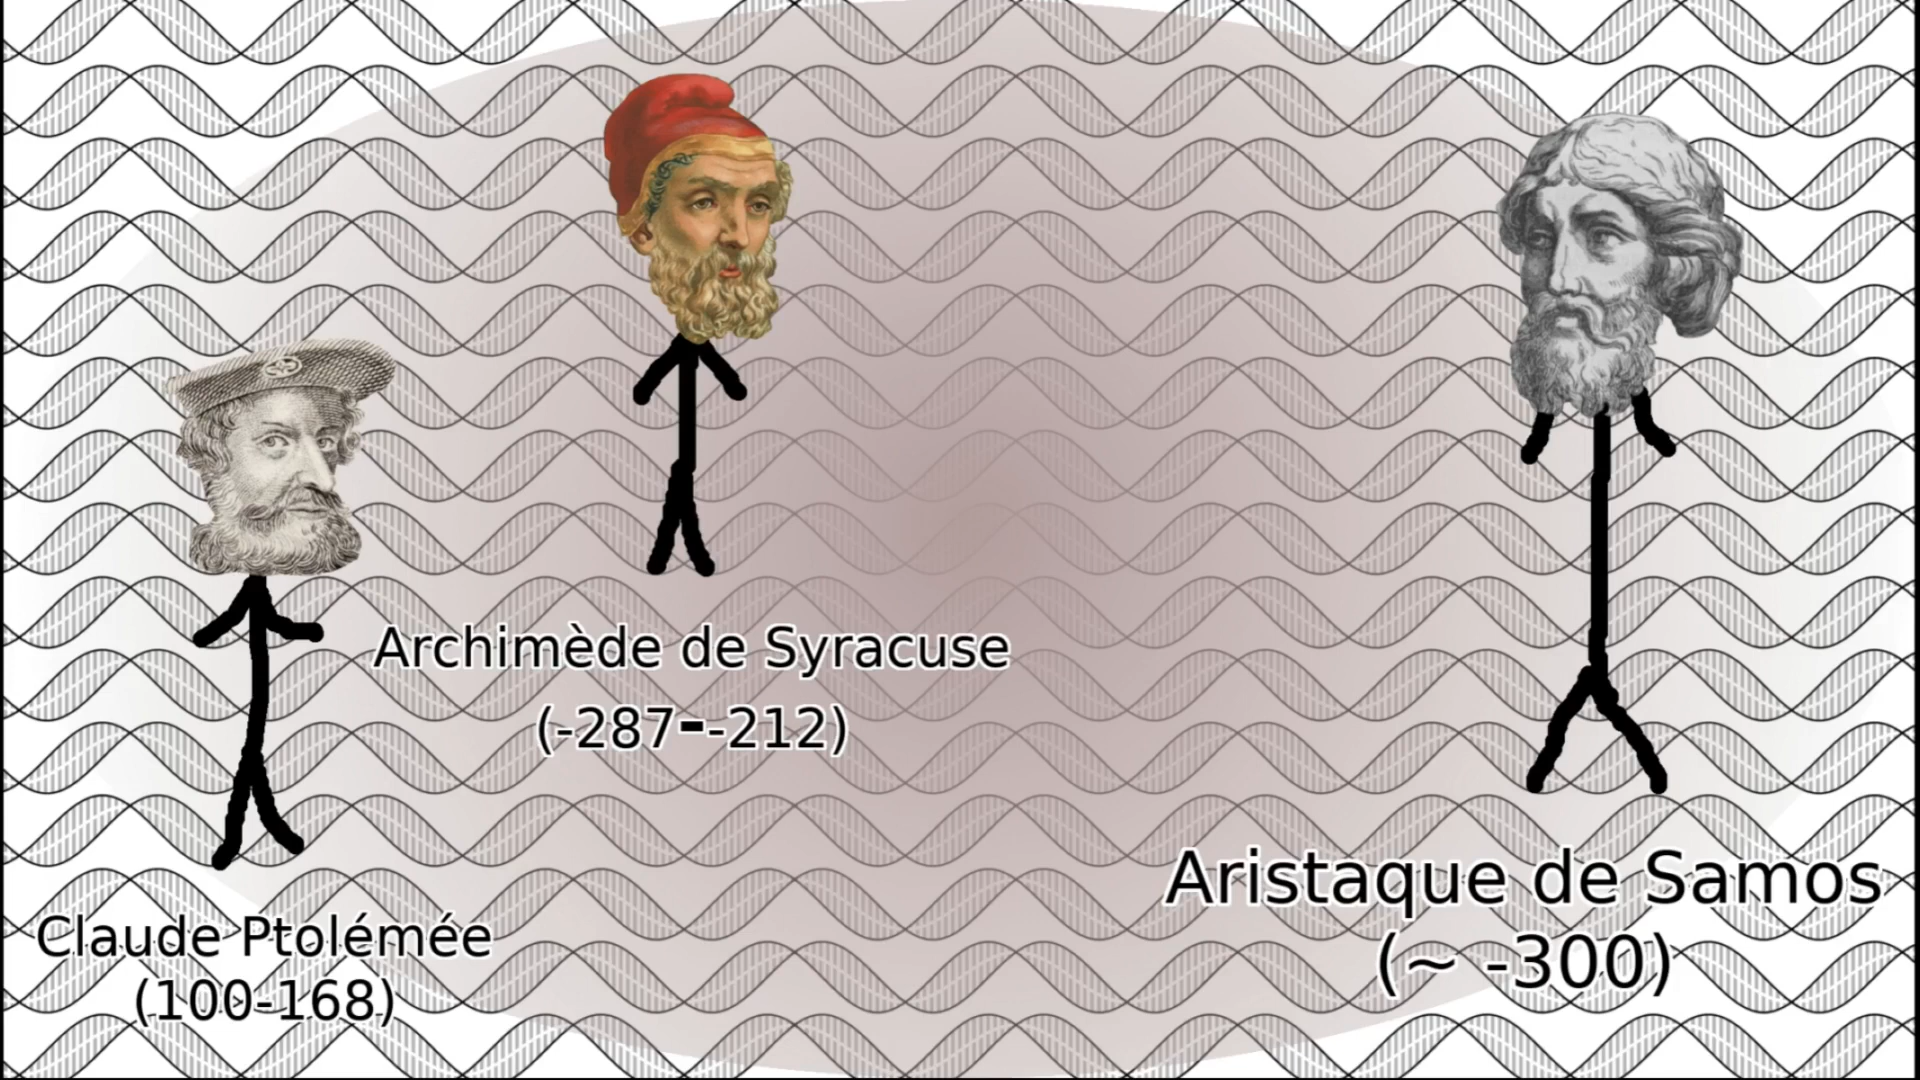 Archimède de Syracuse
(-287--212)
Aristaque de Samos
(~ -300)
Claude Ptolémée
(100-168)